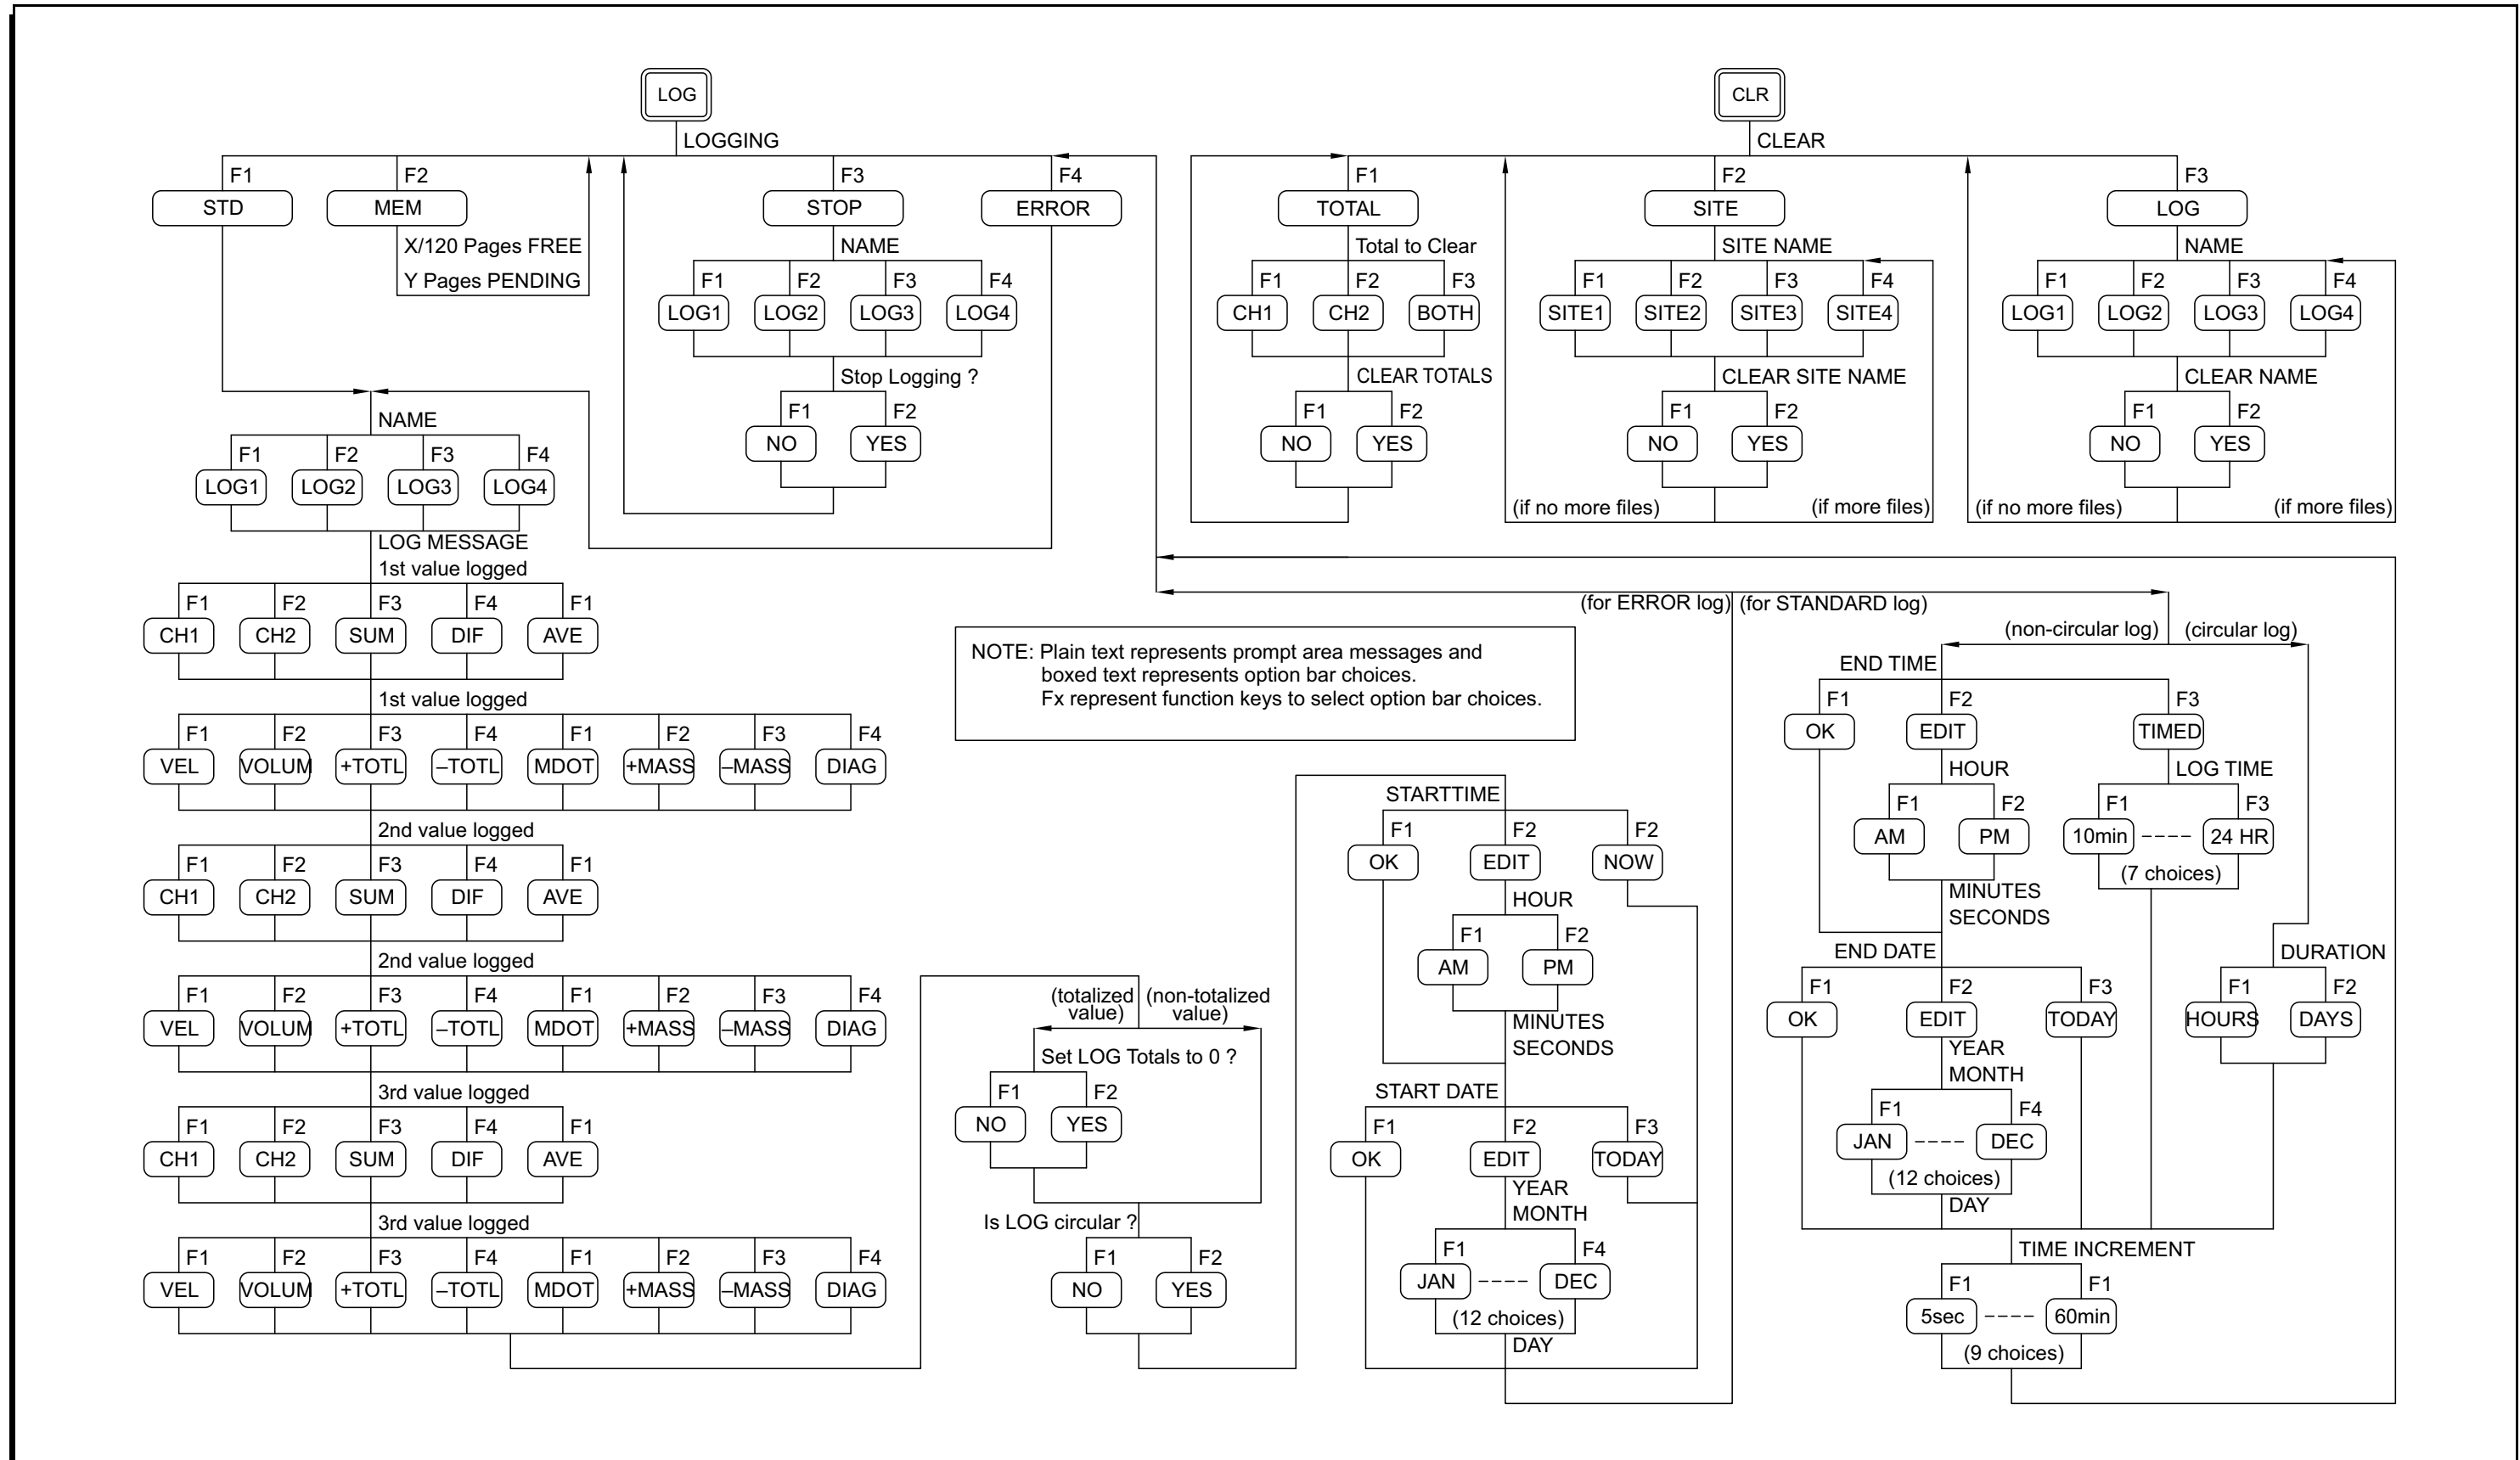 LOG
LOGGING
F1 F2 F3 F4
STD MEM STOP ERROR
X/120 Pages FREE
Y Pages PENDING
NAME
F1 F2 F3 F4
LOG1 LOG2 LOG3 LOG4
Stop Logging ?
F1 F2
NO YES
NAME
F1 F2 F3 F4
LOG1 LOG2 LOG3 LOG4
LOG MESSAGE
1st value logged
F1 F2 F3 F4 F1
CH1 CH2 SUM DIF AVE
1st value logged
F1 F2 F3 F4 F1 F2 F3 F4
VEL VOLUM +TOTL –TOTL MDOT +MASS –MASS DIAG
2nd value logged
F1 F2 F3 F4 F1
CH1 CH2 SUM DIF AVE
2nd value logged
F1 F2 F3 F4 F1 F2 F3 F4
VEL VOLUM +TOTL –TOTL MDOT +MASS –MASS DIAG
3rd value logged
F1 F2 F3 F4 F1
CH1 CH2 SUM DIF AVE
3rd value logged
F1 F2 F3 F4 F1 F2 F3 F4
VEL VOLUM +TOTL –TOTL MDOT +MASS –MASS DIAG
CLR
CLEAR
F1 F2 F3
TOTAL SITE LOG
Total to Clear
F1 F2 F3
CH1 CH2 BOTH
CLEAR TOTALS
F1 F2
NO YES
SITE NAME
F1 F2 F3 F4
SITE1 SITE2 SITE3 SITE4
CLEAR SITE NAME
F1 F2
NO YES
(if no more files) (if more files)
NAME
F1 F2 F3 F4
LOG1 LOG2 LOG3 LOG4
CLEAR NAME
F1 F2
NO YES
(if no more files) (if more files)
NOTE: Plain text represents prompt area messages and
boxed text represents option bar choices.
Fx represent function keys to select option bar choices.
(totalized
value)
(non-totalized
value)
Set LOG Totals to 0 ?
F1 F2
NO YES
Is LOG circular ?
F1 F2
NO YES
STARTTIME
F1 F2 F2
OK EDIT NOW
HOUR
F1 F2
AM PM
MINUTES
SECONDS
START DATE
F1 F2 F3
OK EDIT TODAY
YEAR
MONTH
F1 F4
JAN ---- DEC
(12 choices)
DAY
(for ERROR log) (for STANDARD log)
(non-circular log) (circular log)
END TIME
F1 F2 F3
OK EDIT TIMED
HOUR
F1 F2
AM PM
MINUTES
SECONDS
LOG TIME
F1 F3
10min ---- 24 HR
(7 choices)
END DATE
F1 F2 F3
OK EDIT TODAY
YEAR
MONTH
F1 F4
JAN ---- DEC
(12 choices)
DAY
DURATION
F1 F2
HOURS DAYS
TIME INCREMENT
F1 F1
5sec ---- 60min
(9 choices)